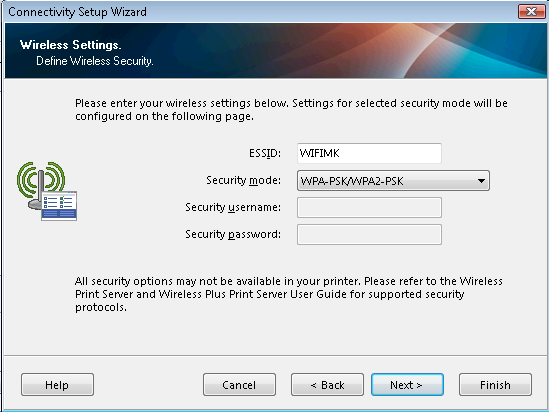 Connectivity Setup Wizard
Wireless Settings.
Define Wireless Security.
Please enter your wireless settings below. Settings for selected security mode will be
configured on the following page.
ESSID: WIFIMK
Security mode: WPA-PSK/WPA2-PSK
Security username:
Security password:
All security options may not be available in your printer. Please refer to the Wireless
Print Server and Wireless Plus Print Server User Guide for supported security
protocols.
Help Cancel < Back Next > Finish